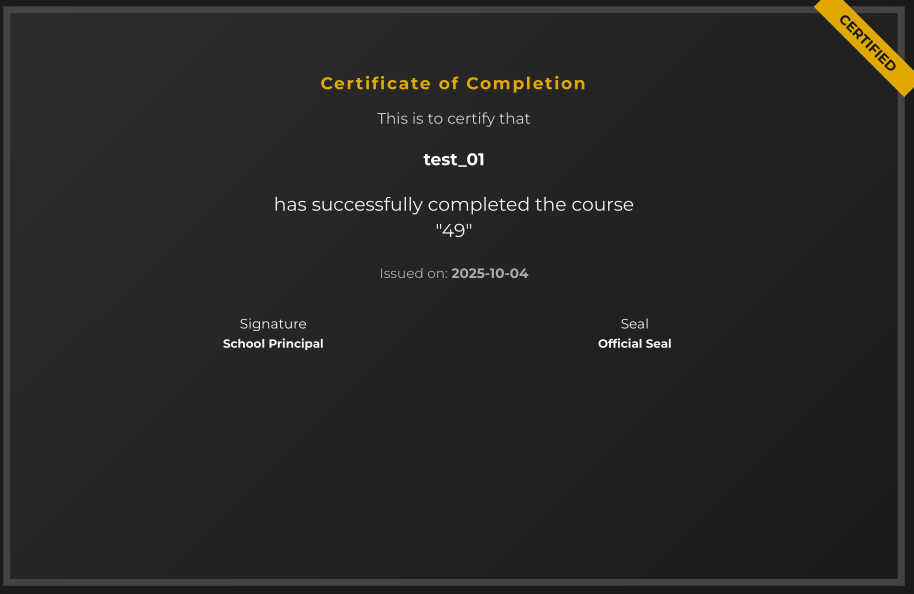 CERTIFIED
Certificate of Completion
This is to certify that
test_01
has successfully completed the course
"49"
Issued on: 2025-10-04
Signature
School Principal
Seal
Official Seal